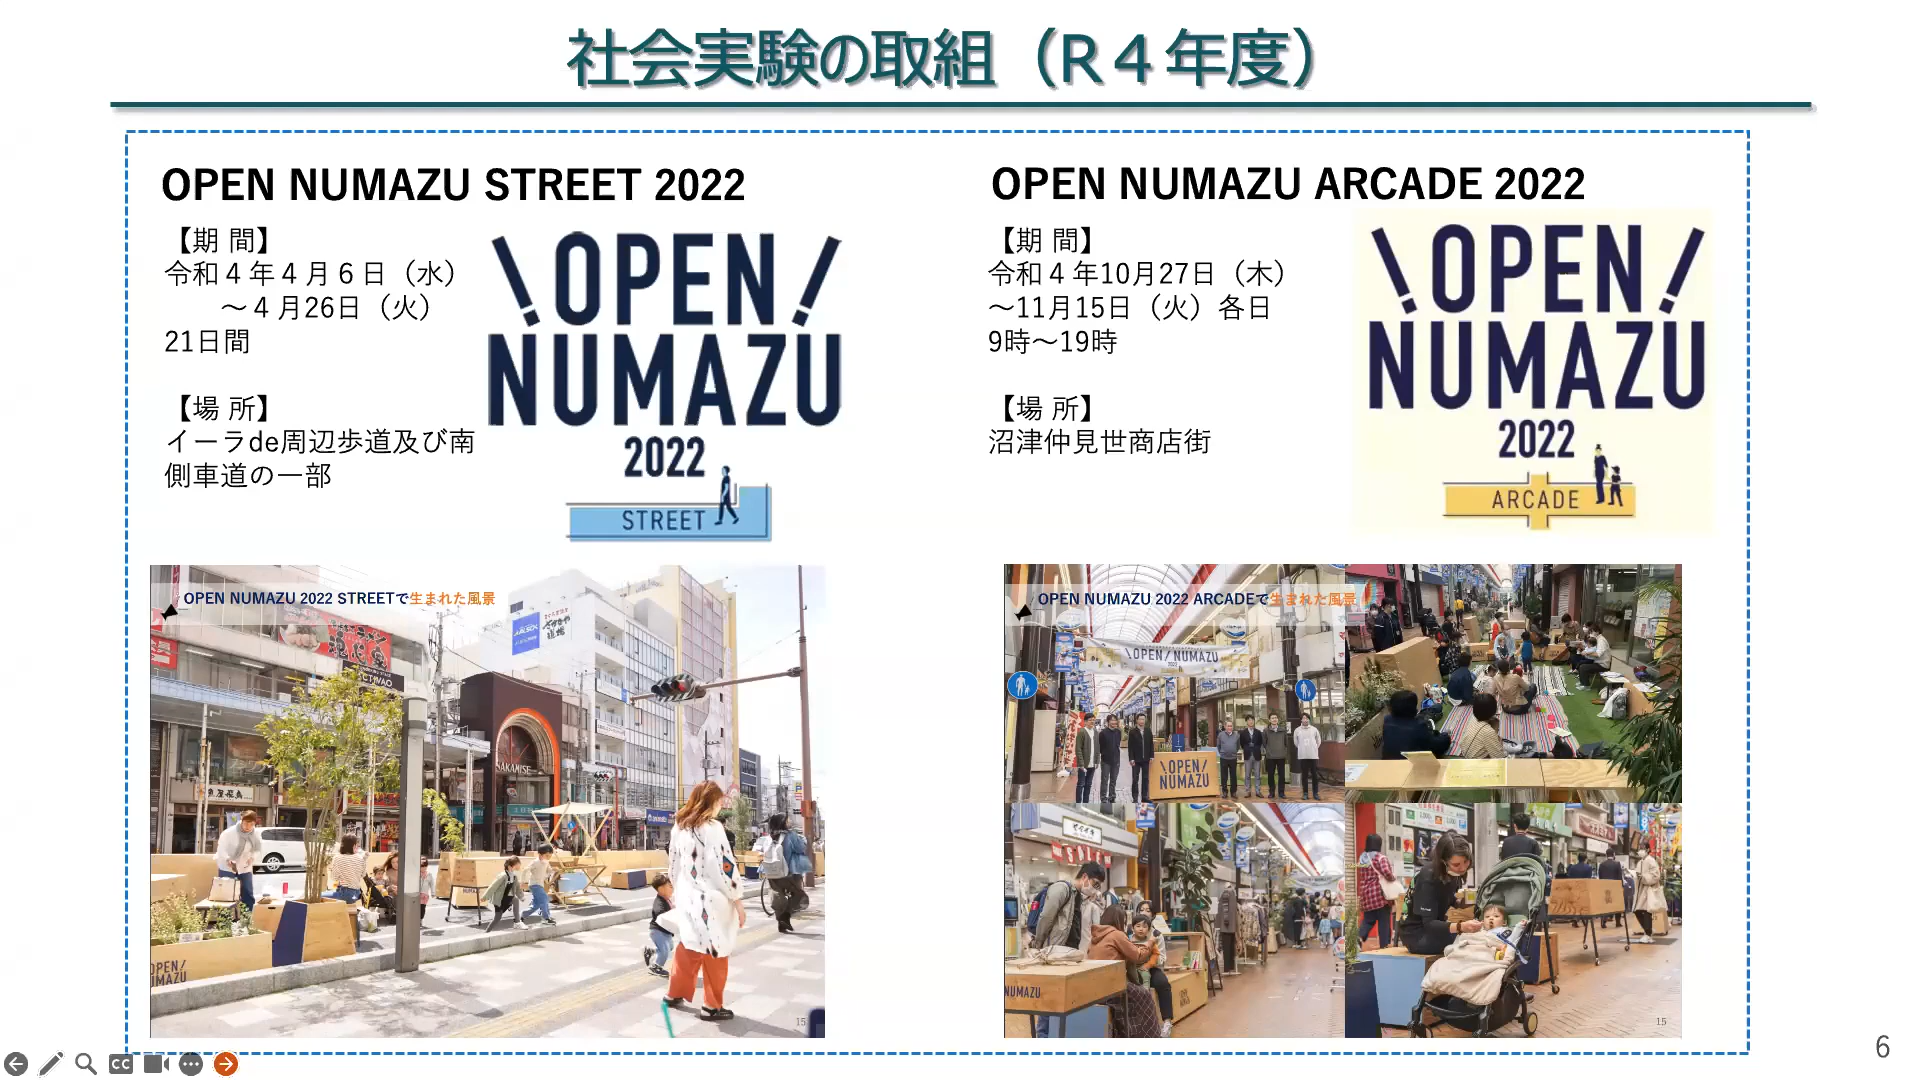 社会実験の取組（R４年度）
OPEN NUMAZU STREET 2022
【期 間】
令和４年４月６日（水）
～４月26日（火）
21日間
【場 所】
イーラde周辺歩道及び南
側車道の一部
\OPEN/
NUMAZU
2022
STREET
OPEN NUMAZU 2022 STREETで生まれた風景
NAKAMISE
15
OPEN NUMAZU ARCADE 2022
【期 間】
令和４年10月27日（木）
～11月15日（火）各日
9時～19時
【場 所】
沼津仲見世商店街
\OPEN/
NUMAZU
2022
ARCADE
OPEN NUMAZU 2022 ARCADEで生まれた風景
\OPEN/ NUMAZU
\OPEN/
NUMAZU
NUMAZU
15
6
CC